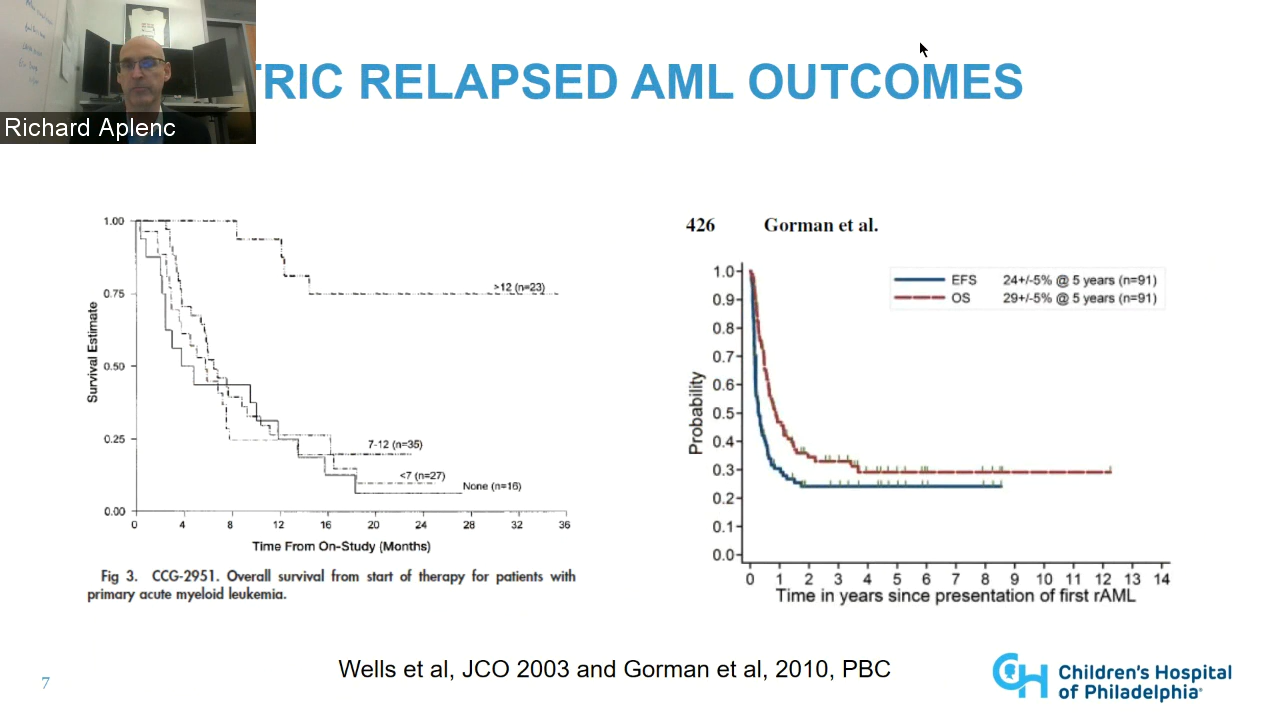 Richard Aplenc
TRIC RELAPSED AML OUTCOMES
1.00
0.75
0.50
0.25
0.00
Survival Estimate
>12 (n=23)
7-12 (n=35)
<7 (n=27)
None (n=16)
0 4 8 12 16 20 24 28 32 36
Time From On-Study (Months)
Fig 3. CCG-2951. Overall survival from start of therapy for patients with
primary acute myeloid leukemia.
426 Gorman et al.
1.0
0.9
0.8
0.7
0.6
0.5
0.4
0.3
0.2
0.1
0.0
Probability
EFS 24+/-5% @ 5 years (n=91)
OS 29+/-5% @ 5 years (n=91)
0 1 2 3 4 5 6 7 8 9 10 11 12 13 14
Time in years since presentation of first rAML
Wells et al, JCO 2003 and Gorman et al, 2010, PBC
7
CH Children's Hospital
of Philadelphia